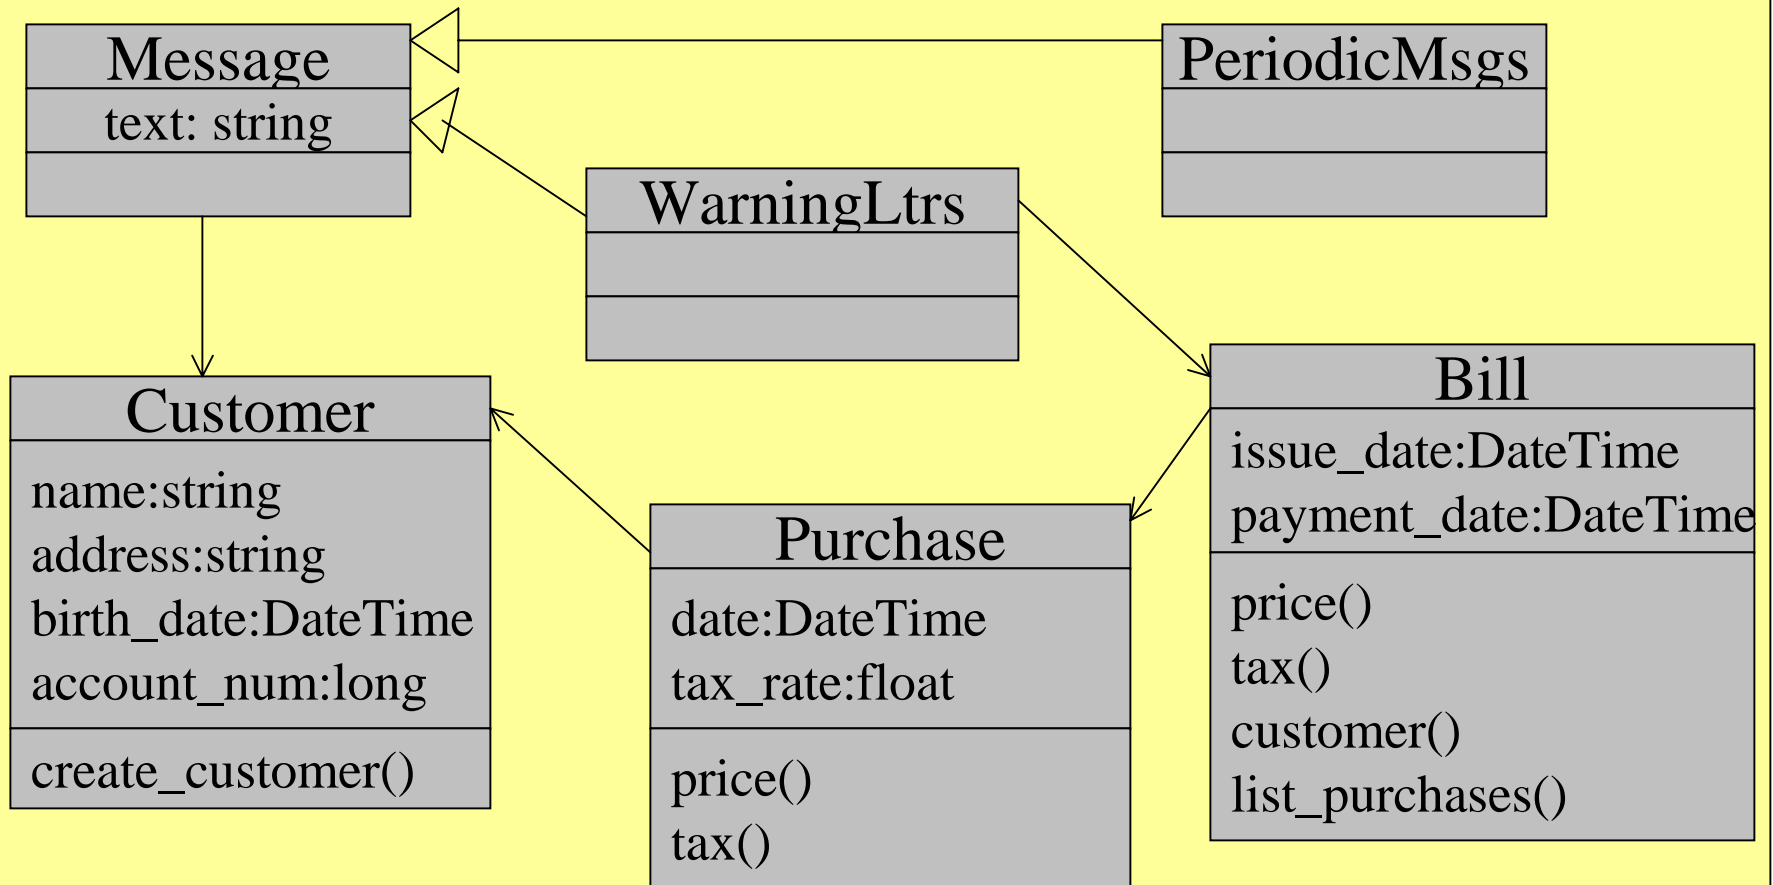 Message
text: string
PeriodicMsgs
WarningLtrs
Customer
name:string
address:string
birth_date:DateTime
account_num:long
create_customer()
Purchase
date:DateTime
tax_rate:float
price()
tax()
Bill
issue_date:DateTime
payment_date:DateTime
price()
tax()
customer()
list_purchases()